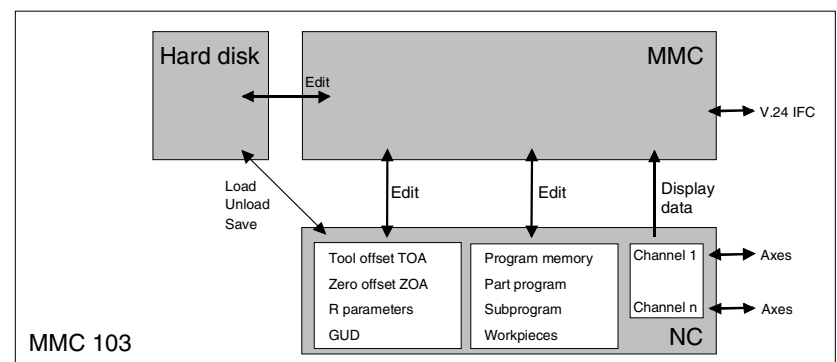 Hard disk
MMC
Edit
V.24 IFC
Load
Unload
Save
Edit
Edit
Display
data
Tool offset TOA
Zero offset ZOA
R parameters
GUD
Program memory
Part program
Subprogram
Workpieces
Channel 1
Channel n
Axes
Axes
NC
MMC 103